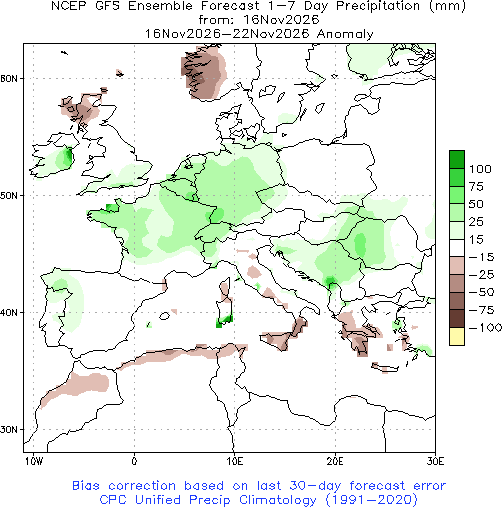 NCEP GFS Ensemble Forecast 1-7 Day Precipitation (mm)
from: 16Nov2026
16Nov2026-22Nov2026 Anomaly
60N
50N
40N
30N
10W
0
10E
20E
30E
100
75
50
25
15
-15
-25
-50
-75
-100
Bias correction based on last 30-day forecast error
CPC Unified Precip Climatology (1991-2020)